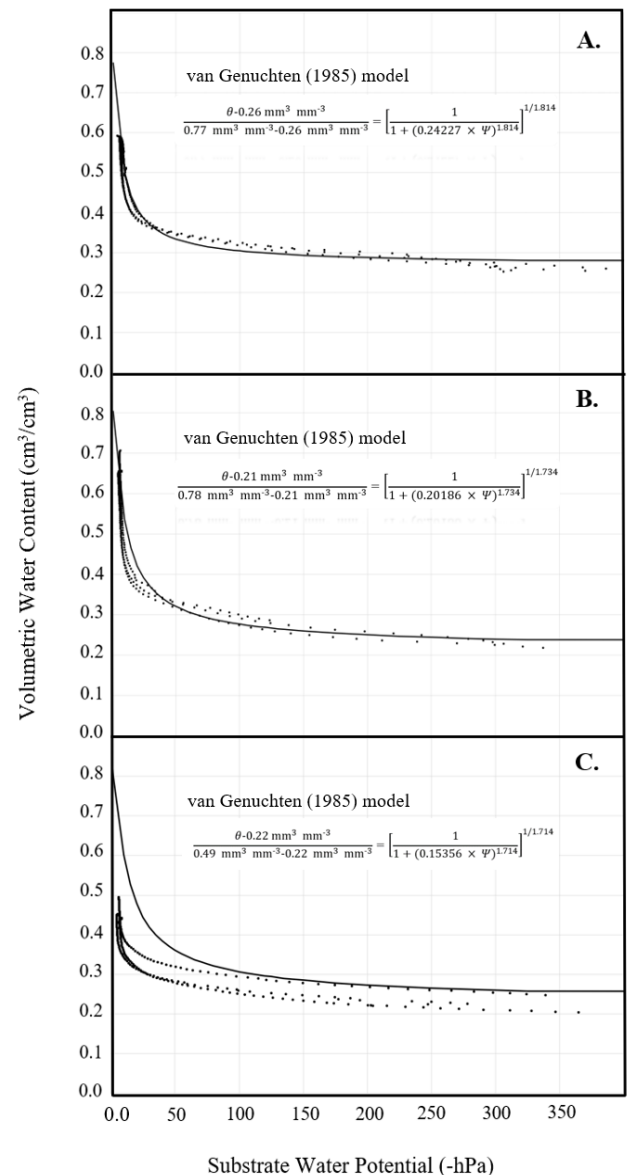 A.
van Genuchten (1985) model
θ-0.26 mm³ mm⁻³ / 0.77 mm³ mm⁻³-0.26 mm³ mm⁻³ = [1 / 1 + (0.24227 × Ψ)^1.814]^1/1.814
0.8
0.7
0.6
0.5
0.4
0.3
0.2
0.1
0.0
B.
van Genuchten (1985) model
θ-0.21 mm³ mm⁻³ / 0.78 mm³ mm⁻³-0.21 mm³ mm⁻³ = [1 / 1 + (0.20186 × Ψ)^1.734]^1/1.734
0.8
0.7
0.6
0.5
0.4
0.3
0.2
0.1
0.0
C.
van Genuchten (1985) model
θ-0.22 mm³ mm⁻³ / 0.49 mm³ mm⁻³-0.22 mm³ mm⁻³ = [1 / 1 + (0.15356 × Ψ)^1.714]^1/1.714
0.8
0.7
0.6
0.5
0.4
0.3
0.2
0.1
0.0
Volumetric Water Content (cm³/cm³)
0.0 50 100 150 200 250 300 350
Substrate Water Potential (-hPa)